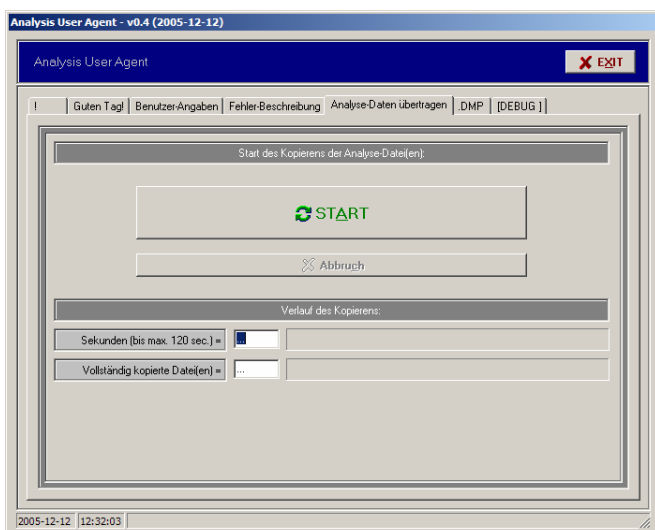 Analysis User Agent - v0.4 (2005-12-12)
Analysis User Agent
EXIT
! Guten Tag! Benutzer-Angaben Fehler-Beschreibung Analyse-Daten übertragen .DMP [DEBUG ]
Start des Kopierens der Analyse-Datei(en):
START
Abbruch
Verlauf des Kopierens:
Sekunden (bis max. 120 sec.) = ...
Vollständig kopierte Datei(en) = ...
2005-12-12 12:32:03